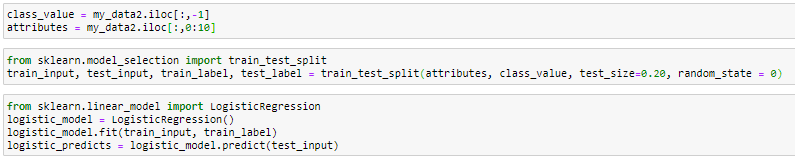 class_value = my_data2.iloc[:,-1]
attributes = my_data2.iloc[:,0:10]
from sklearn.model_selection import train_test_split
train_input, test_input, train_label, test_label = train_test_split(attributes, class_value, test_size=0.20, random_state = 0)
from sklearn.linear_model import LogisticRegression
logistic_model = LogisticRegression()
logistic_model.fit(train_input, train_label)
logistic_predicts = logistic_model.predict(test_input)